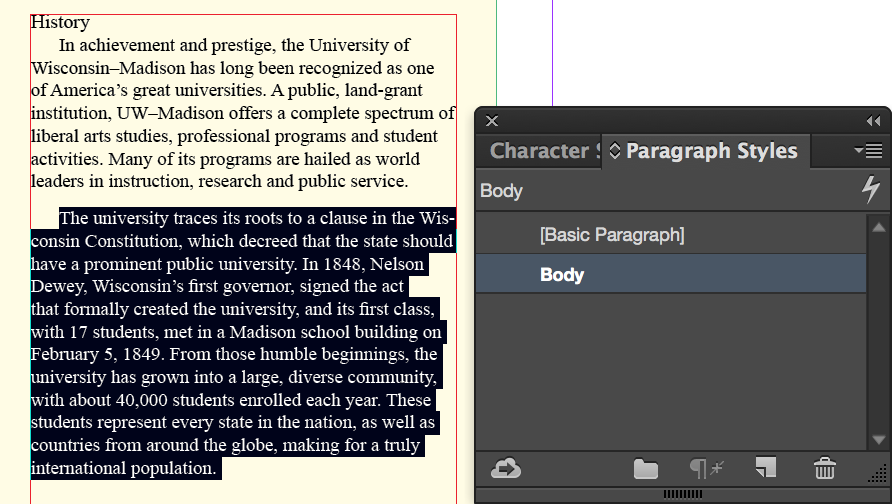 History
In achievement and prestige, the University of
Wisconsin–Madison has long been recognized as one
of America’s great universities. A public, land-grant
institution, UW–Madison offers a complete spectrum of
liberal arts studies, professional programs and student
activities. Many of its programs are hailed as world
leaders in instruction, research and public service.
The university traces its roots to a clause in the Wis-
consin Constitution, which decreed that the state should
have a prominent public university. In 1848, Nelson
Dewey, Wisconsin’s first governor, signed the act
that formally created the university, and its first class,
with 17 students, met in a Madison school building on
February 5, 1849. From those humble beginnings, the
university has grown into a large, diverse community,
with about 40,000 students enrolled each year. These
students represent every state in the nation, as well as
countries from around the globe, making for a truly
international population.
Character S
Paragraph Styles
Body
[Basic Paragraph]
Body